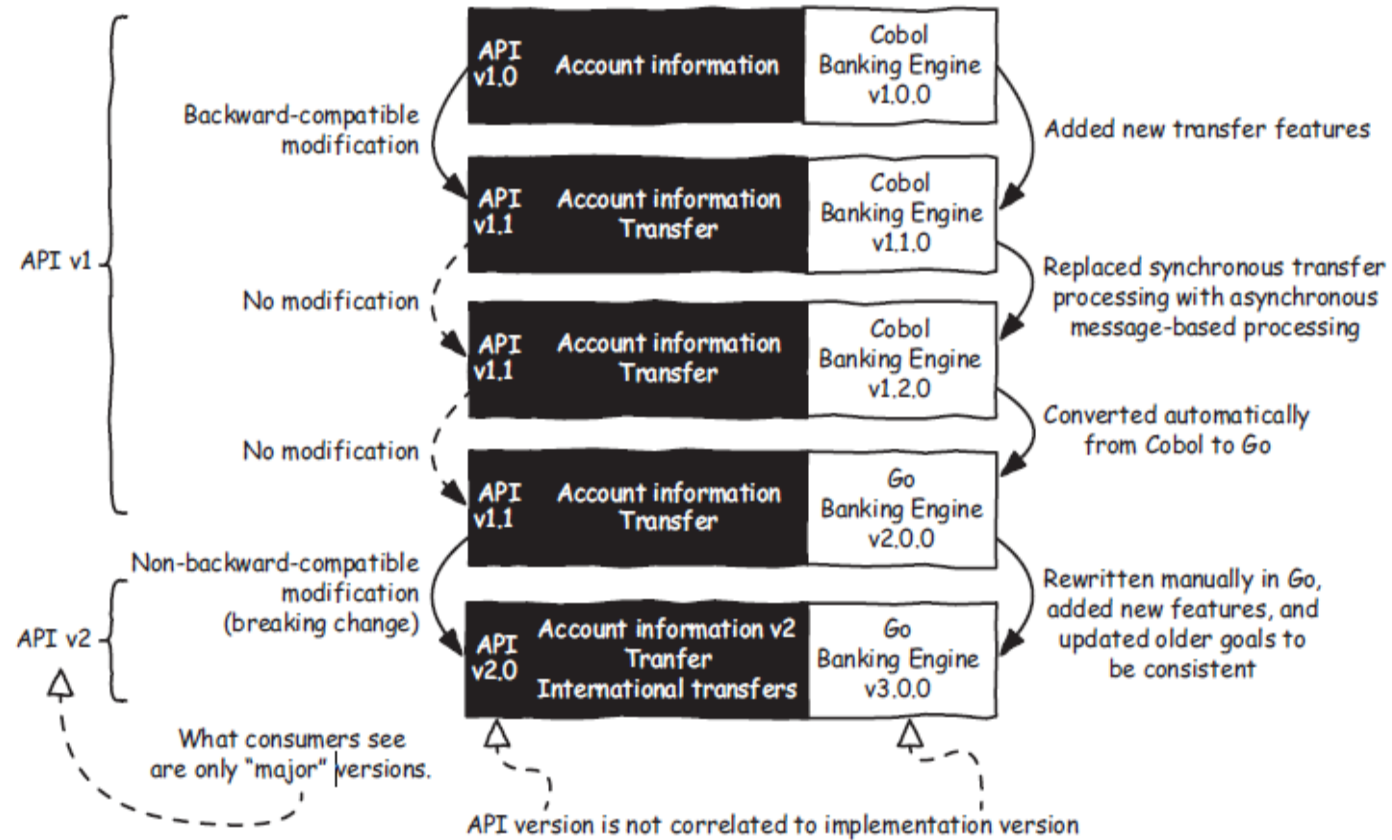 API
v1.0
Account information
Cobol
Banking Engine
v1.0.0
Backward-compatible
modification
Added new transfer features
API
v1.1
Account information
Transfer
Cobol
Banking Engine
v1.1.0
API v1
No modification
Replaced synchronous transfer
processing with asynchronous
message-based processing
API
v1.1
Account information
Transfer
Cobol
Banking Engine
v1.2.0
No modification
Converted automatically
from Cobol to Go
API
v1.1
Account information
Transfer
Go
Banking Engine
v2.0.0
Non-backward-compatible
modification
(breaking change)
Rewritten manually in Go,
added new features, and
updated older goals to
be consistent
API v2
API
v2.0
Account information v2
Tranfer
International transfers
Go
Banking Engine
v3.0.0
What consumers see
are only “major” versions.
API version is not correlated to implementation version